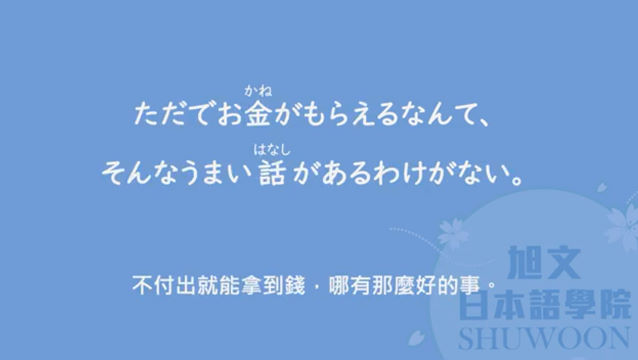 かね
ただでお金がもらえるなんて、
はなし
そんなうまい話があるわけがない。
不付出就能拿到錢，哪有那麼好的事。
旭文
日本語學院
SHUWOON